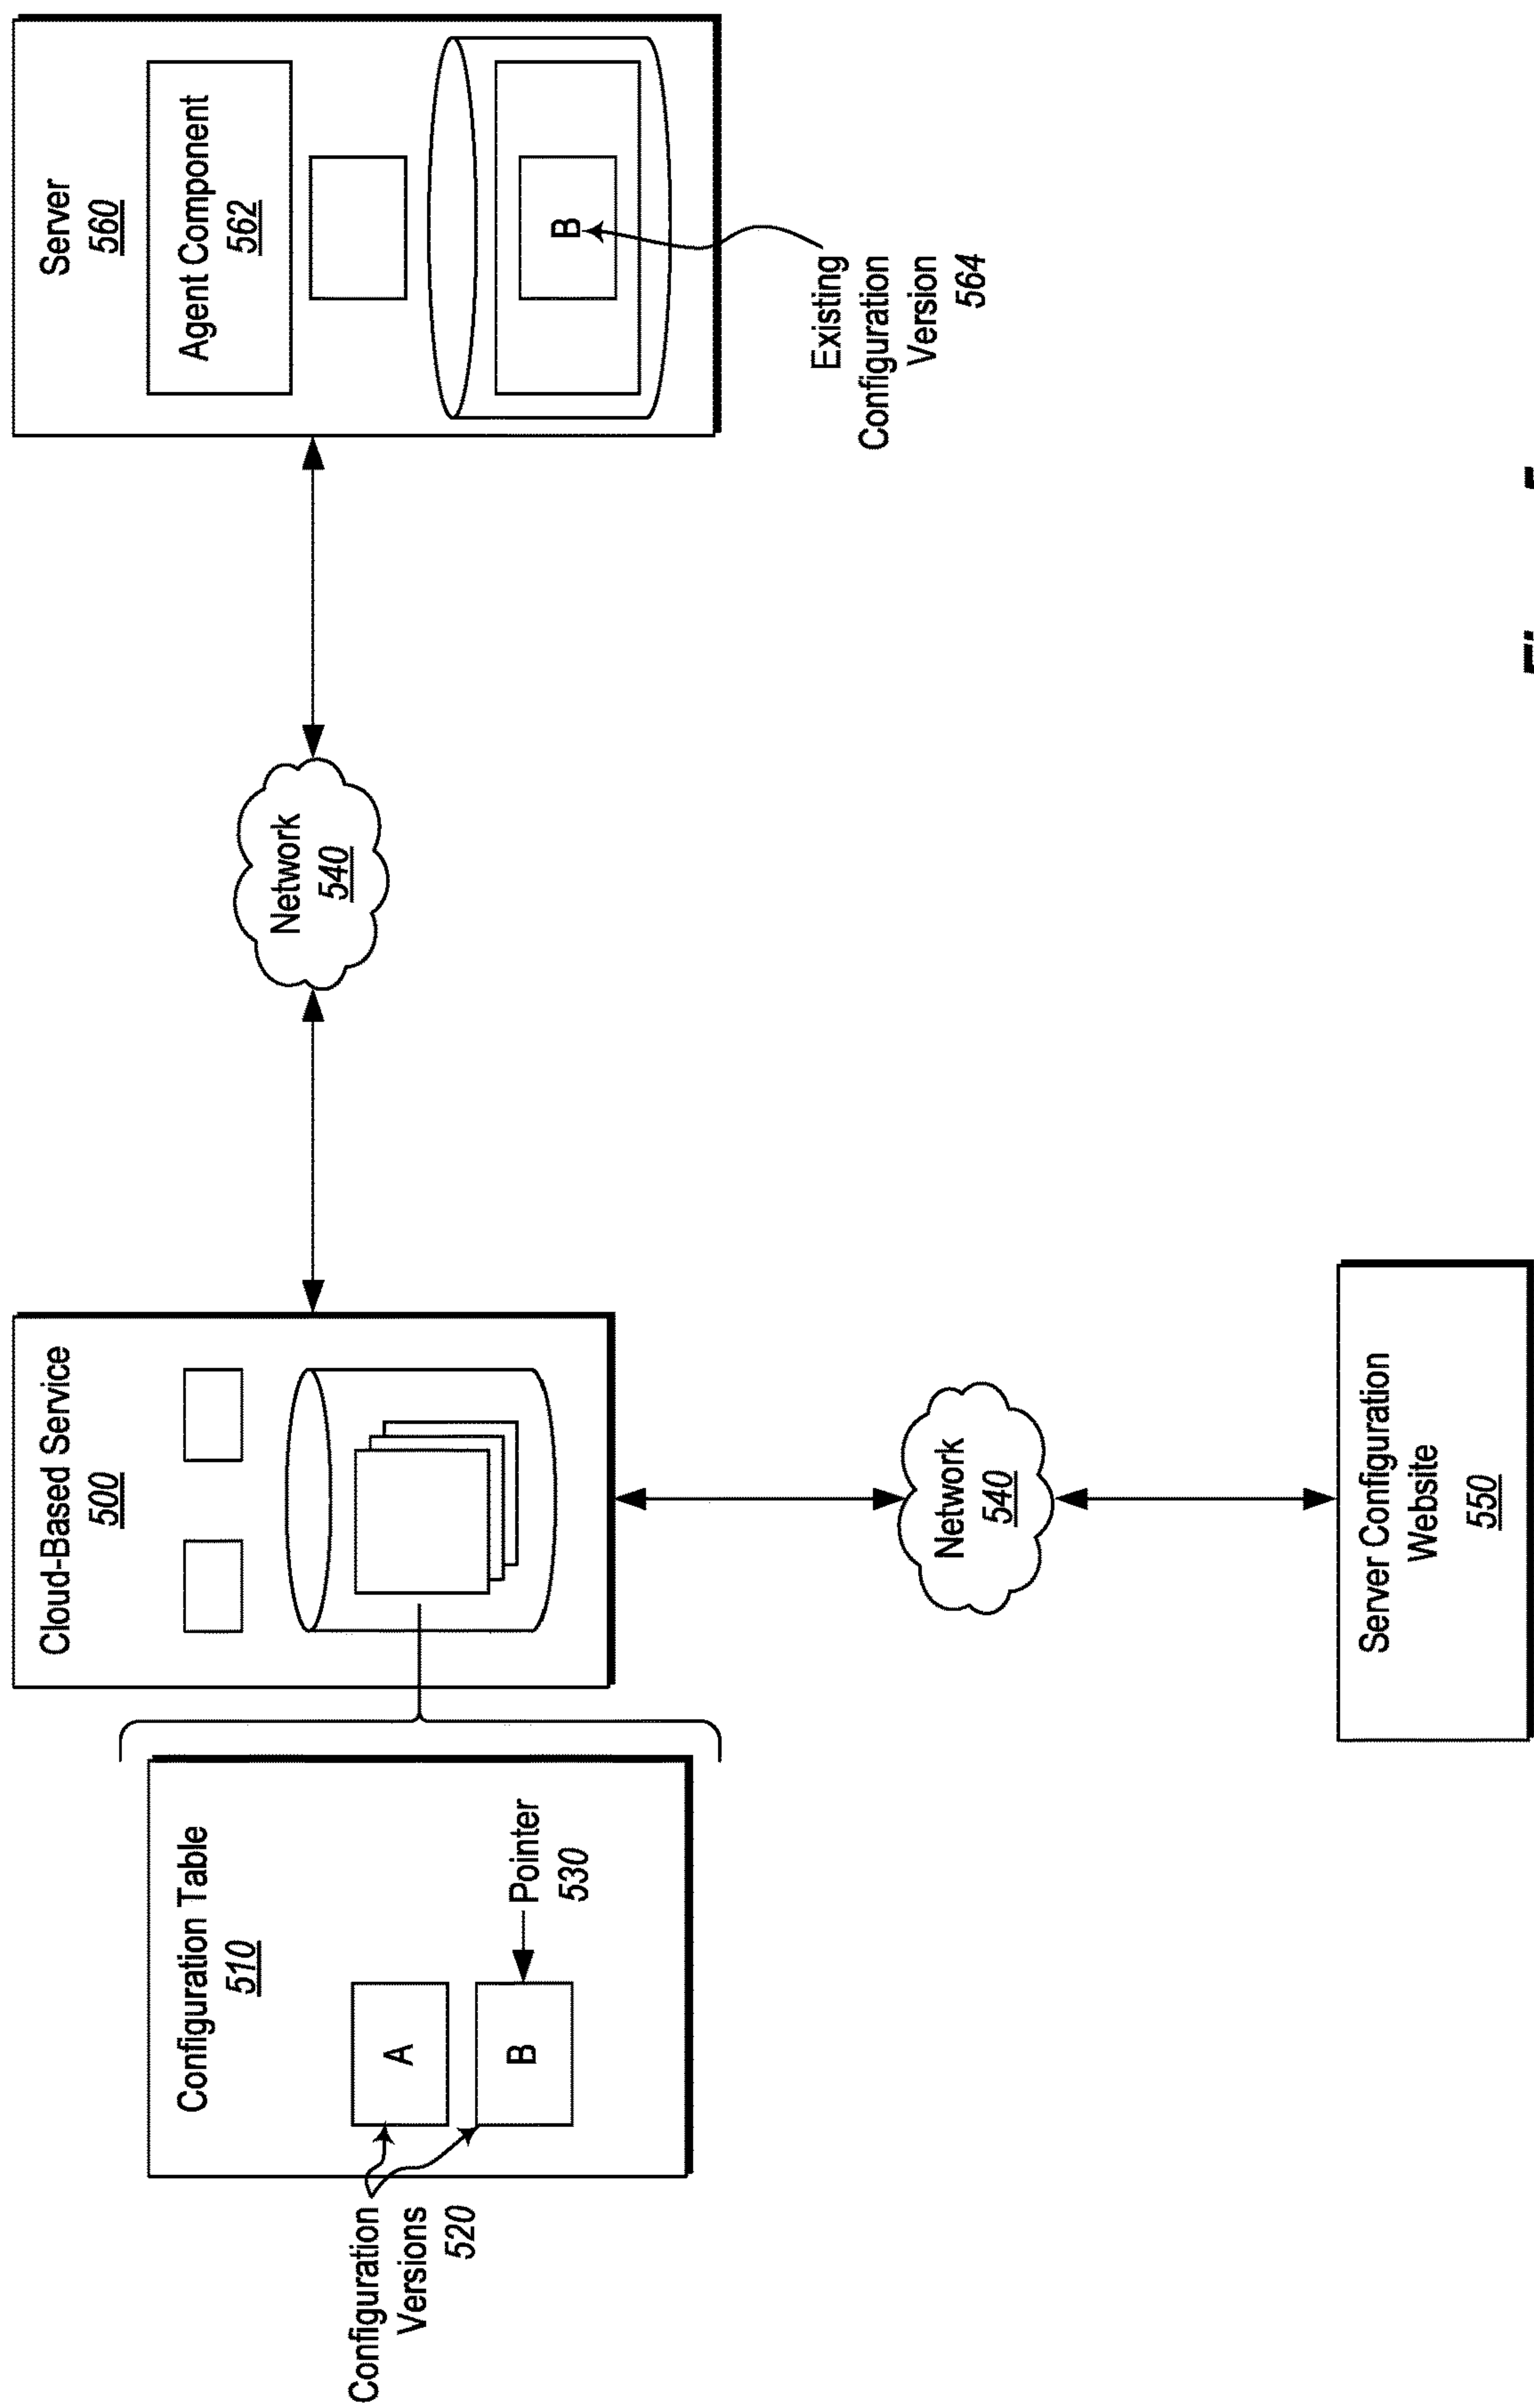 Configuration Table
510
A
B
Pointer
530
Configuration
Versions
520
Cloud-Based Service
500
Network
540
Server
560
Agent Component
562
B
Existing
Configuration
Version
564
Network
540
Server Configuration
Website
550